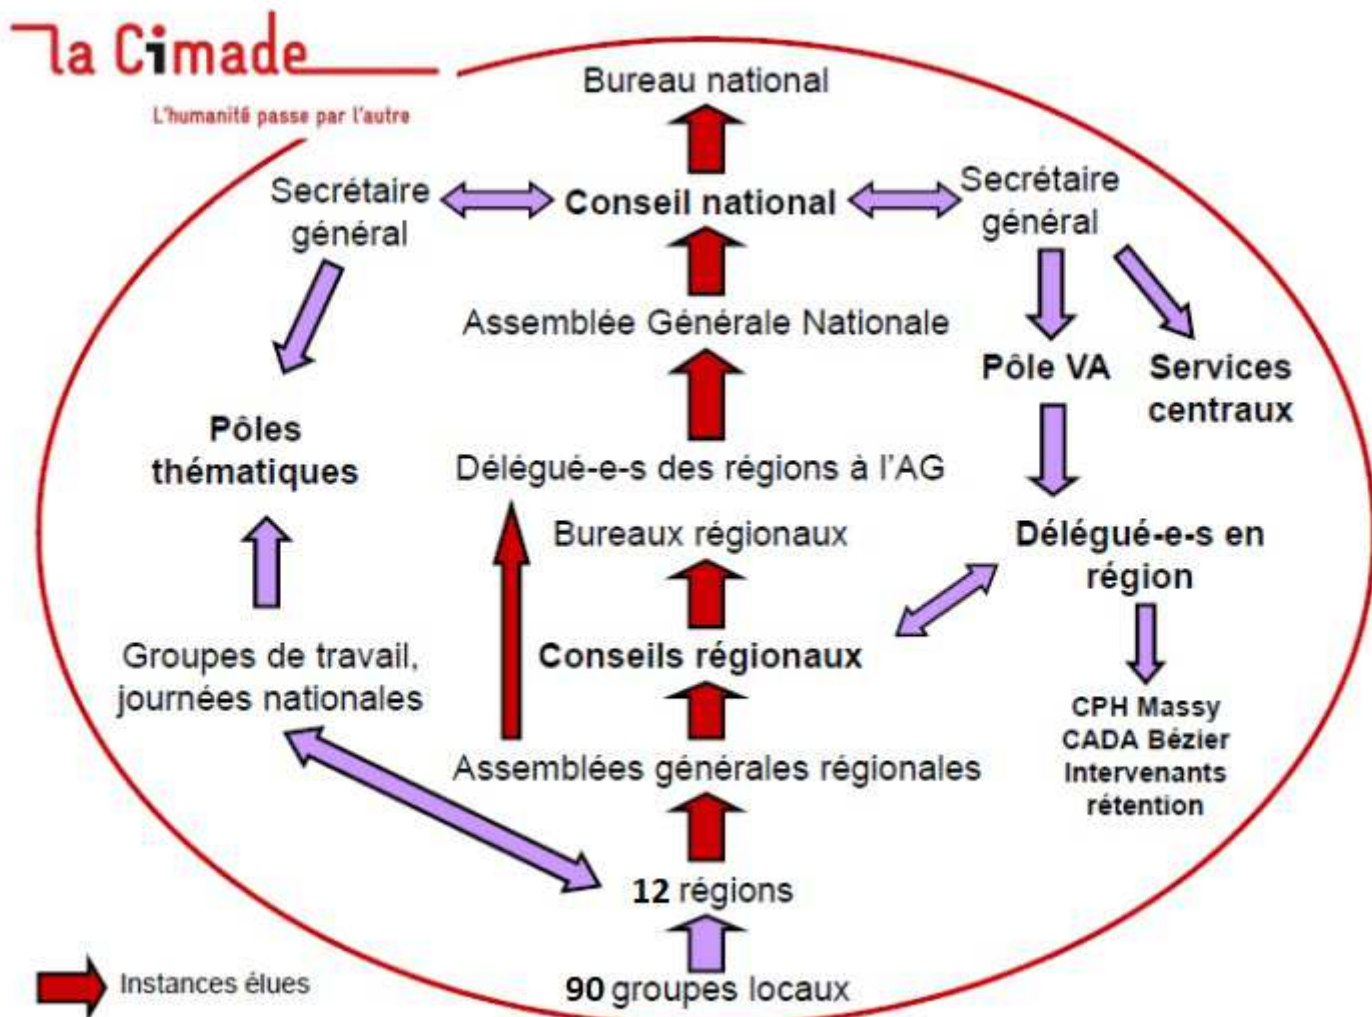 la Cimade
L'humanité passe par l'autre
Bureau national
Secrétaire
général
Conseil national
Secrétaire
général
Assemblée Générale Nationale
Pôle VA
Services
centraux
Pôles
thématiques
Délégué-e-s des régions à l'AG
Bureaux régionaux
Délégué-e-s en
région
Groupes de travail,
journées nationales
Conseils régionaux
CPH Massy
CADA Bézier
Intervenants
rétention
Assemblées générales régionales
12 régions
Instances élues
90 groupes locaux